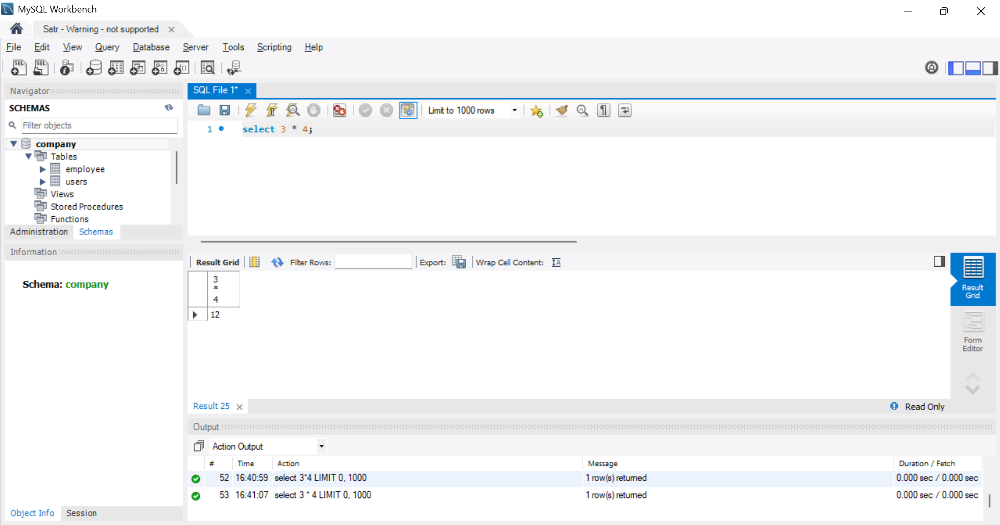 MySQL Workbench
Satr - Warning - not supported
File Edit View Query Database Server Tools Scripting Help
Navigator
SCHEMAS
Filter objects
company
Tables
employee
users
Views
Stored Procedures
Functions
Administration Schemas
Information
Schema: company
Object Info Session
SQL File 1*
Limit to 1000 rows
1 select 3 * 4;
Result Grid Filter Rows: Export: Wrap Cell Content:
3
*
4
12
Result
Grid
Form
Editor
Result 25
Read Only
Output
Action Output
# Time Action Message Duration / Fetch
52 16:40:59 select 3*4 LIMIT 0, 1000 1 row(s) returned 0.000 sec / 0.000 sec
53 16:41:07 select 3 * 4 LIMIT 0, 1000 1 row(s) returned 0.000 sec / 0.000 sec